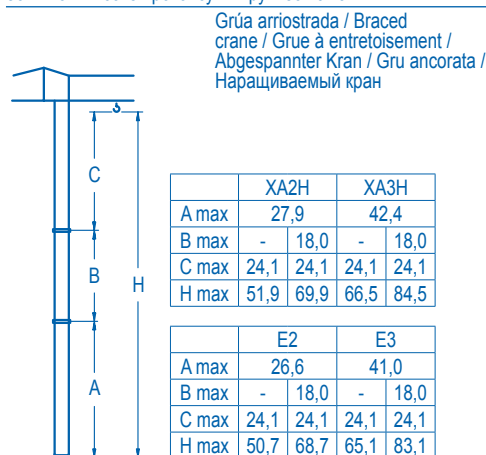 Grúa arriostrada / Braced
crane / Grue à entretoisement /
Abgespannter Kran / Gru ancorata /
Наращиваемый кран
C
B
H
A
XA2H XA3H
A max 27,9 42,4
B max - 18,0 - 18,0
C max 24,1 24,1 24,1 24,1
H max 51,9 69,9 66,5 84,5
E2 E3
A max 26,6 41,0
B max - 18,0 - 18,0
C max 24,1 24,1 24,1 24,1
H max 50,7 68,7 65,1 83,1